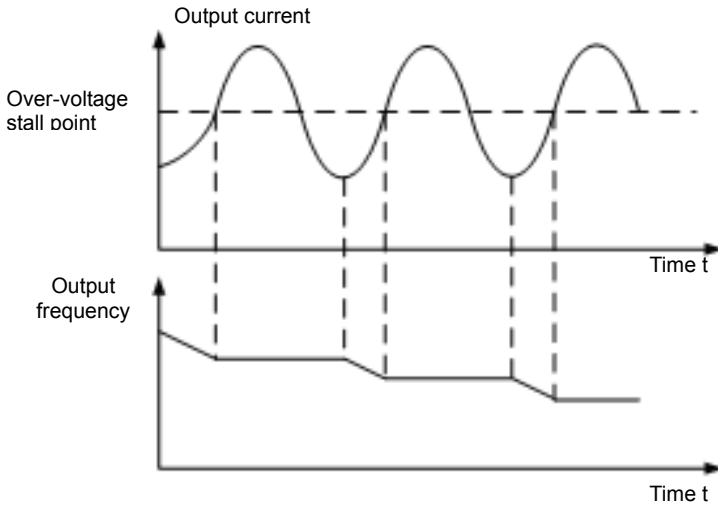 Output current
Over-voltage
stall point
Time t
Output
frequency
Time t